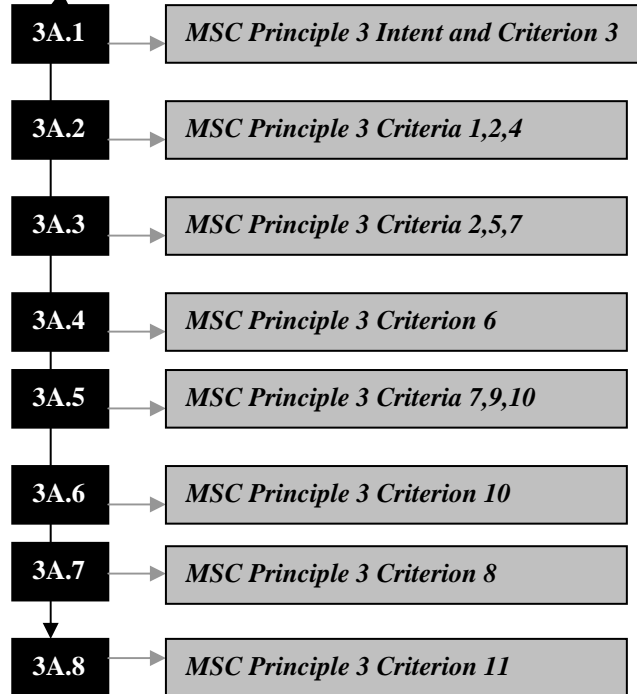 3A.1 MSC Principle 3 Intent and Criterion 3
3A.2 MSC Principle 3 Criteria 1,2,4
3A.3 MSC Principle 3 Criteria 2,5,7
3A.4 MSC Principle 3 Criterion 6
3A.5 MSC Principle 3 Criteria 7,9,10
3A.6 MSC Principle 3 Criterion 10
3A.7 MSC Principle 3 Criterion 8
3A.8 MSC Principle 3 Criterion 11